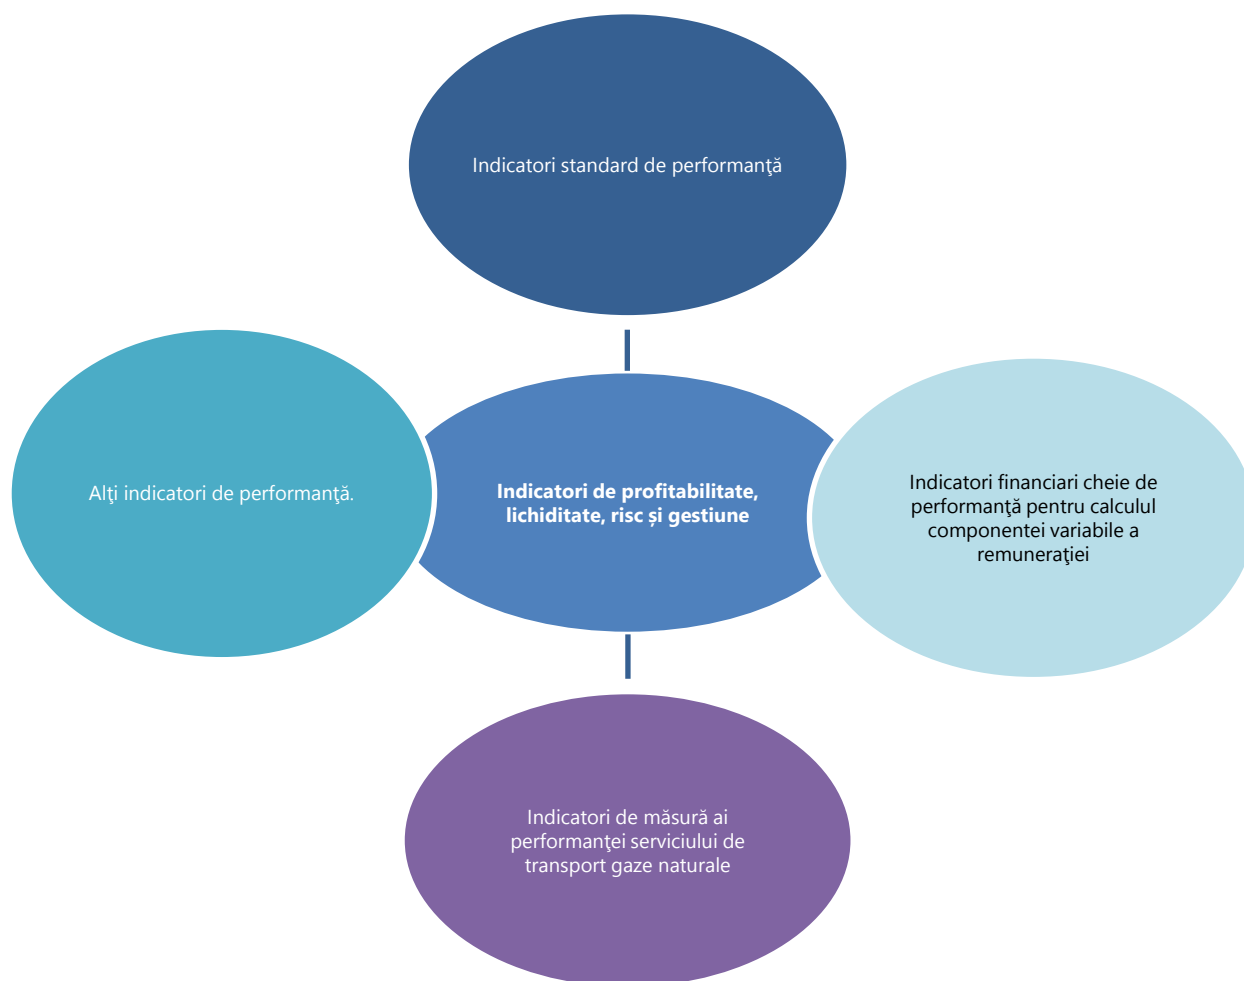 Indicatori standard de performanţă
Alţi indicatori de performanţă.
Indicatori de profitabilitate,
lichiditate, risc și gestiune
Indicatori financiari cheie de
performanţă pentru calculul
componentei variabile a
remuneraţiei
Indicatori de măsură ai
performanţei serviciului de
transport gaze naturale